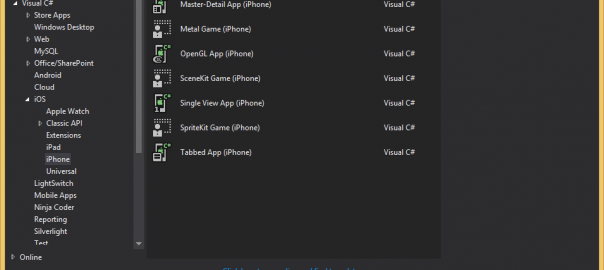 Visual C#
Store Apps
Windows Desktop
Web
MySQL
Office/SharePoint
Android
Cloud
iOS
Apple Watch
Classic API
Extensions
iPad
iPhone
Universal
LightSwitch
Mobile Apps
Ninja Coder
Reporting
Silverlight
Test
Online
Master-Detail App (iPhone) Visual C#
Metal Game (iPhone) Visual C#
OpenGL App (iPhone) Visual C#
SceneKit Game (iPhone) Visual C#
Single View App (iPhone) Visual C#
SpriteKit Game (iPhone) Visual C#
Tabbed App (iPhone) Visual C#